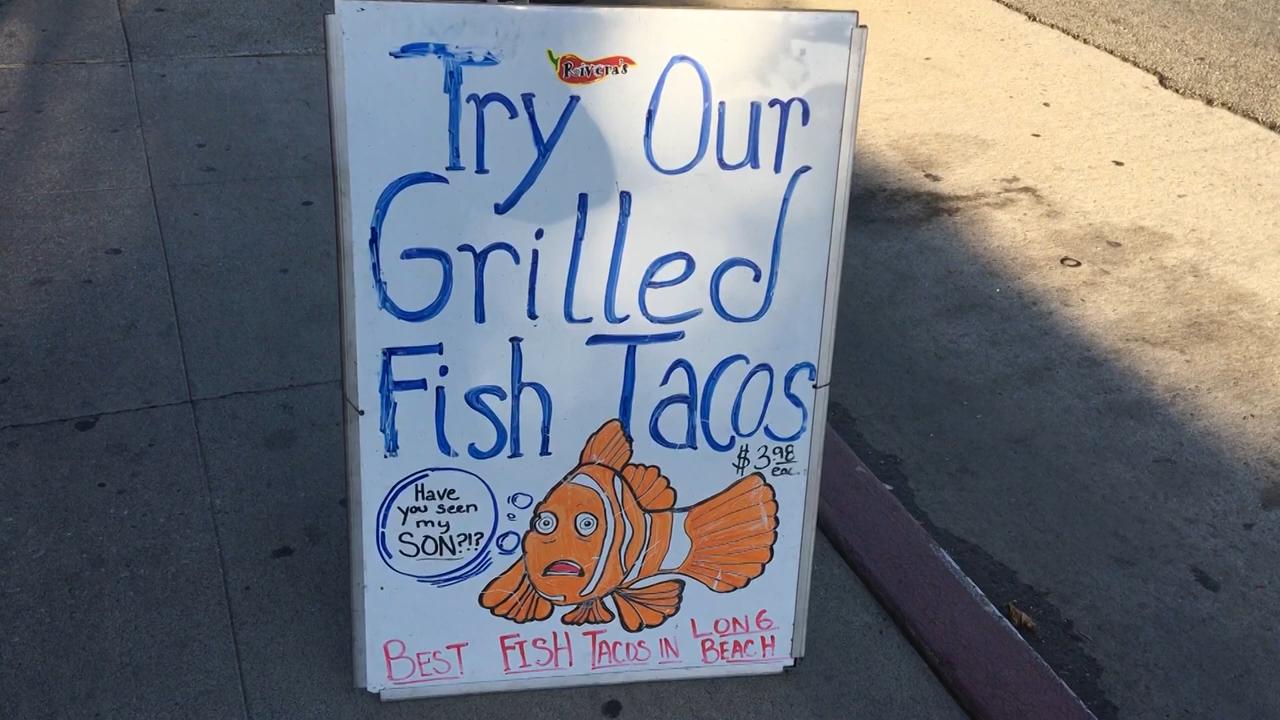 Raivera's
Try Our
Grilled
Fish Tacos
$3.98
ea.
Have
you seen
my
SON?!?
BEST FISH TACOS IN LONG
BEACH